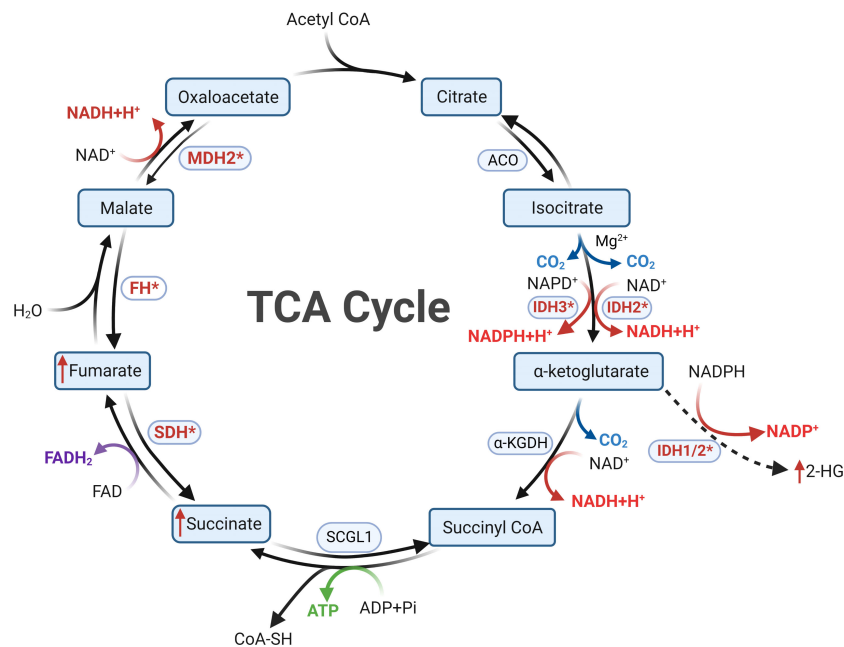 Acetyl CoA
Oxaloacetate
Citrate
NADH+H⁺
NAD⁺
MDH2*
ACO
Malate
Isocitrate
Mg²⁺
CO₂
CO₂
NAPD⁺
NAD⁺
FH*
IDH3*
IDH2*
H₂O
TCA Cycle
NADPH+H⁺
NADH+H⁺
Fumarate
α-ketoglutarate
NADPH
SDH*
α-KGDH
CO₂
NADP⁺
IDH1/2*
FADH₂
NAD⁺
2-HG
FAD
NADH+H⁺
Succinate
SCGL1
Succinyl CoA
ATP
ADP+Pi
CoA-SH